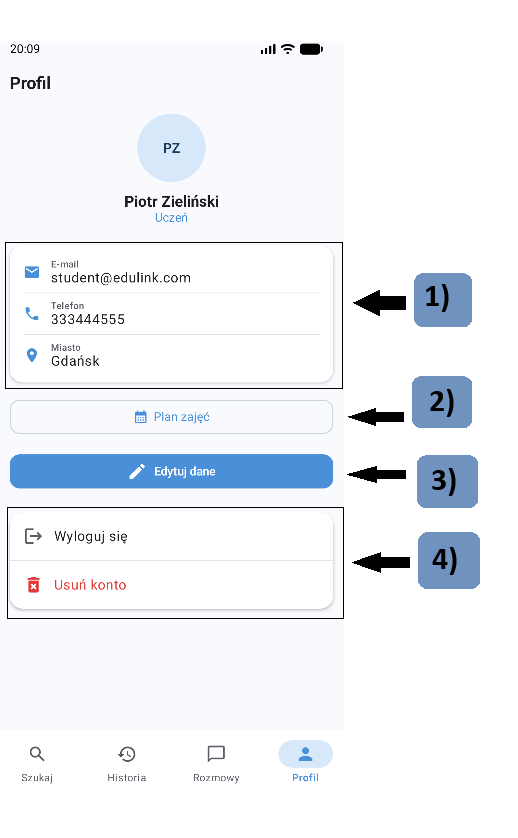 20:09
Profil
PZ
Piotr Zieliński
Uczeń
E-mail
student@edulink.com
1)
Telefon
333444555
Miasto
Gdańsk
Plan zajęć
2)
Edytuj dane
3)
Wyloguj się
4)
Usuń konto
Szukaj
Historia
Rozmowy
Profil